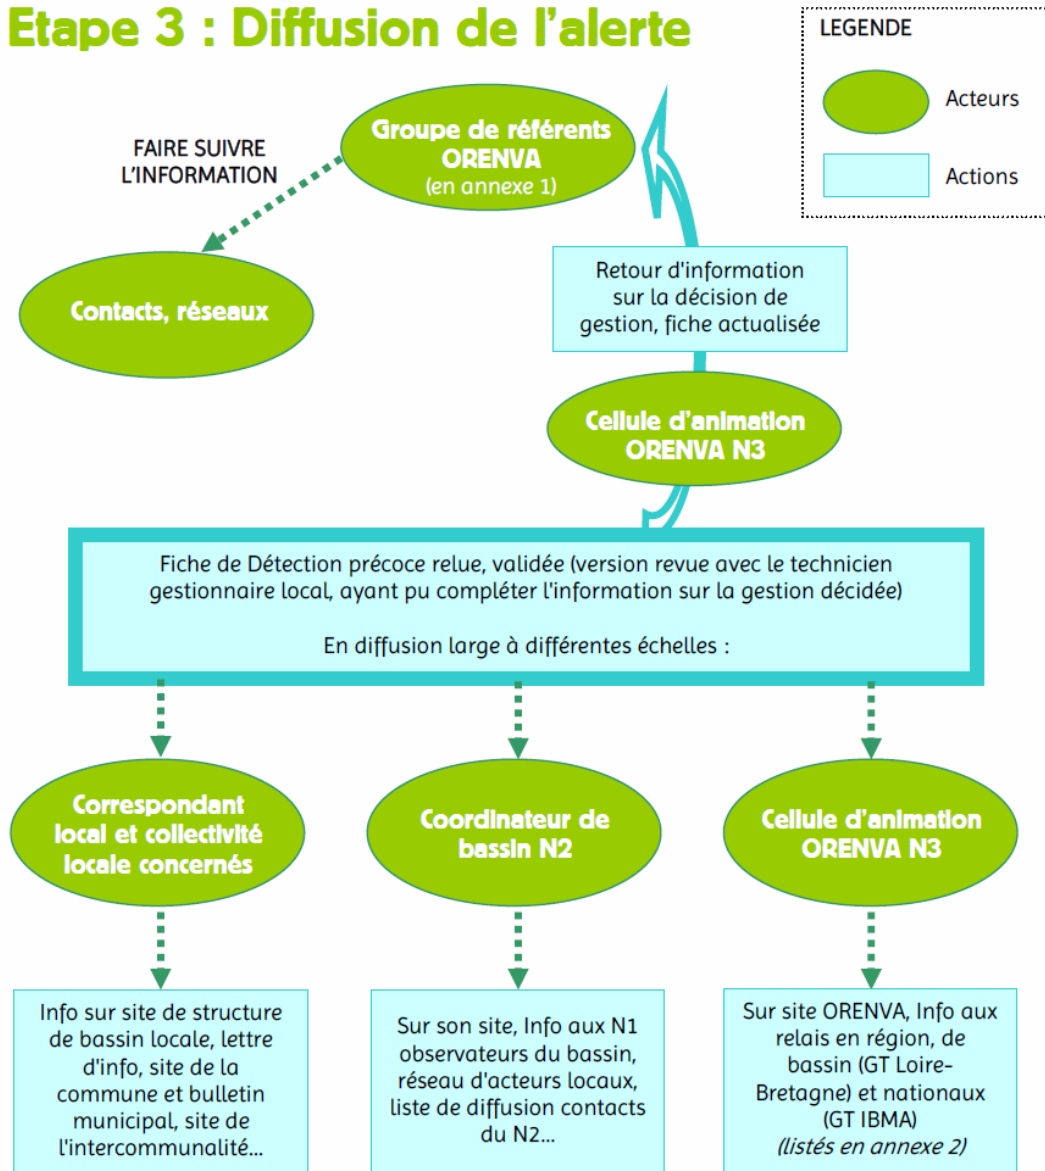 Etape 3 : Diffusion de l'alerte
LEGENDE
Acteurs
Actions
Groupe de référents
ORENVA
(en annexe 1)
FAIRE SUIVRE
L'INFORMATION
Contacts, réseaux
Retour d'information
sur la décision de
gestion, fiche actualisée
Cellule d'animation
ORENVA N3
Fiche de Détection précoce relue, validée (version revue avec le technicien
gestionnaire local, ayant pu compléter l'information sur la gestion décidée)
En diffusion large à différentes échelles :
Correspondant
local et collectivité
locale concernés
Coordinateur de
bassin N2
Cellule d'animation
ORENVA N3
Info sur site de structure
de bassin locale, lettre
d'info, site de la
commune et bulletin
municipal, site de
l'intercommunalité...
Sur son site, Info aux N1
observateurs du bassin,
réseau d'acteurs locaux,
liste de diffusion contacts
du N2...
Sur site ORENVA, Info aux
relais en région, de
bassin (GT Loire-
Bretagne) et nationaux
(GT IBMA)
(listés en annexe 2)